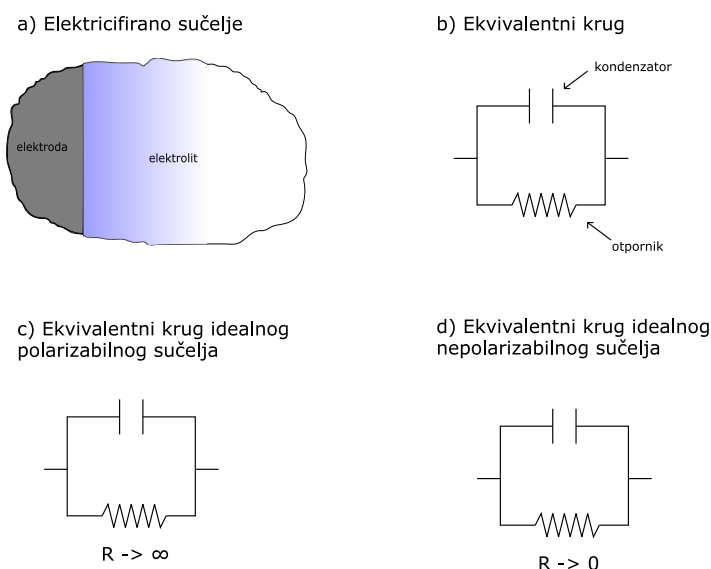 a) Elektricifirano sučelje
elektroda
elektrolit
b) Ekvivalentni krug
kondenzator
otpornik
c) Ekvivalentni krug idealnog
polarizabilnog sučelja
R -> ∞
d) Ekvivalentni krug idealnog
nepolarizabilnog sučelja
R -> 0